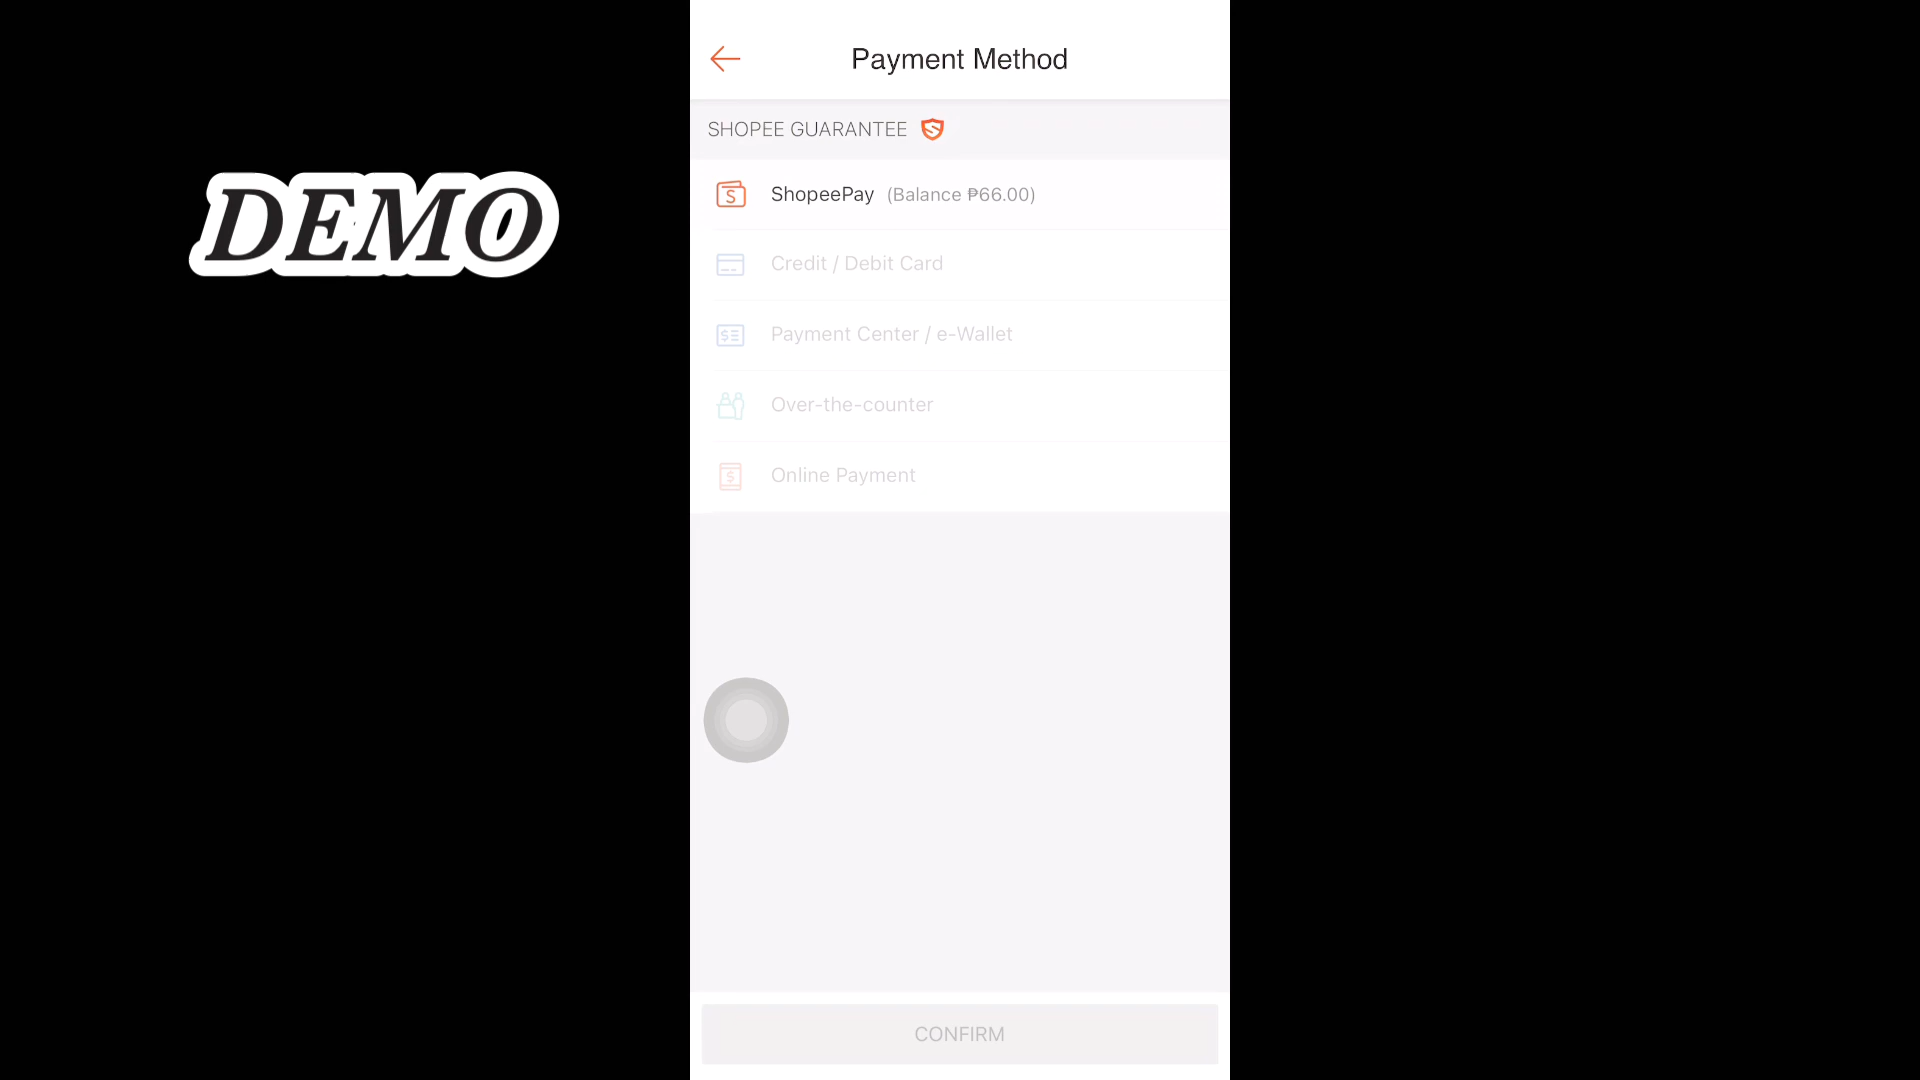 DEMO
Payment Method
SHOPEE GUARANTEE
ShopeePay (Balance ₱66.00)
Credit / Debit Card
Payment Center / e-Wallet
Over-the-counter
Online Payment
CONFIRM